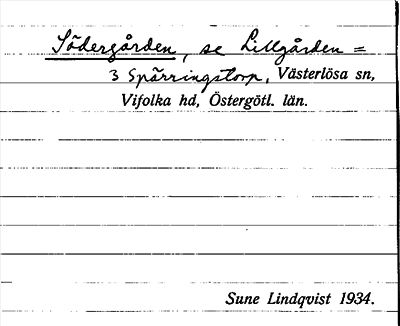 Södergården, se Lillgården =
3 Spärringstorp, Västerlösa sn,
Vifolka hd, Östergötl. län.
Sune Lindqvist 1934.